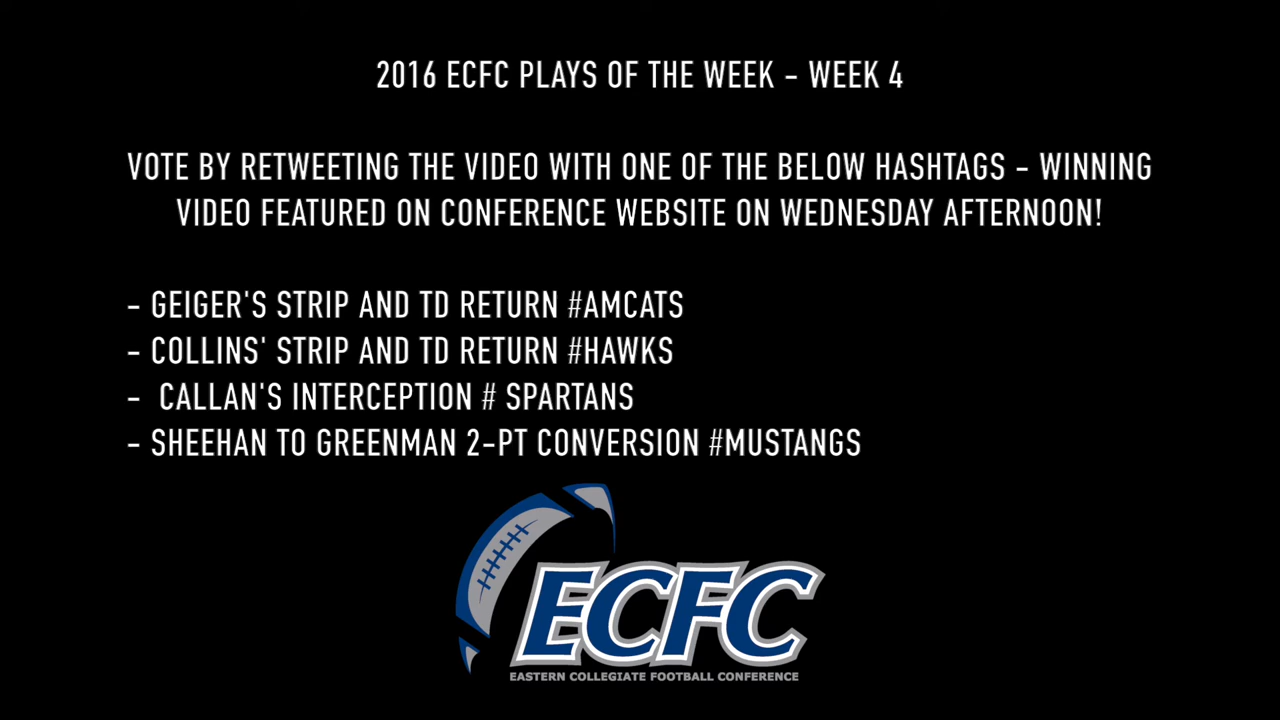 2016 ECFC PLAYS OF THE WEEK - WEEK 4
VOTE BY RETWEETING THE VIDEO WITH ONE OF THE BELOW HASHTAGS - WINNING
VIDEO FEATURED ON CONFERENCE WEBSITE ON WEDNESDAY AFTERNOON!
- GEIGER'S STRIP AND TD RETURN #AMCATS
- COLLINS' STRIP AND TD RETURN #HAWKS
- CALLAN'S INTERCEPTION # SPARTANS
- SHEEHAN TO GREENMAN 2-PT CONVERSION #MUSTANGS
ECFC
EASTERN COLLEGIATE FOOTBALL CONFERENCE